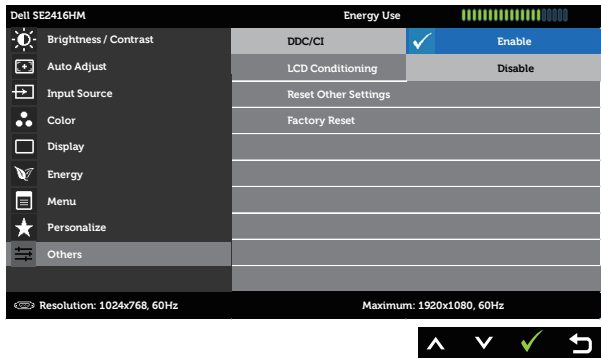 Dell SE2416HM Energy Use
Brightness / Contrast DDC/CI Enable
Auto Adjust LCD Conditioning Disable
Input Source Reset Other Settings
Color Factory Reset
Display
Energy
Menu
Personalize
Others
Resolution: 1024x768, 60Hz Maximum: 1920x1080, 60Hz